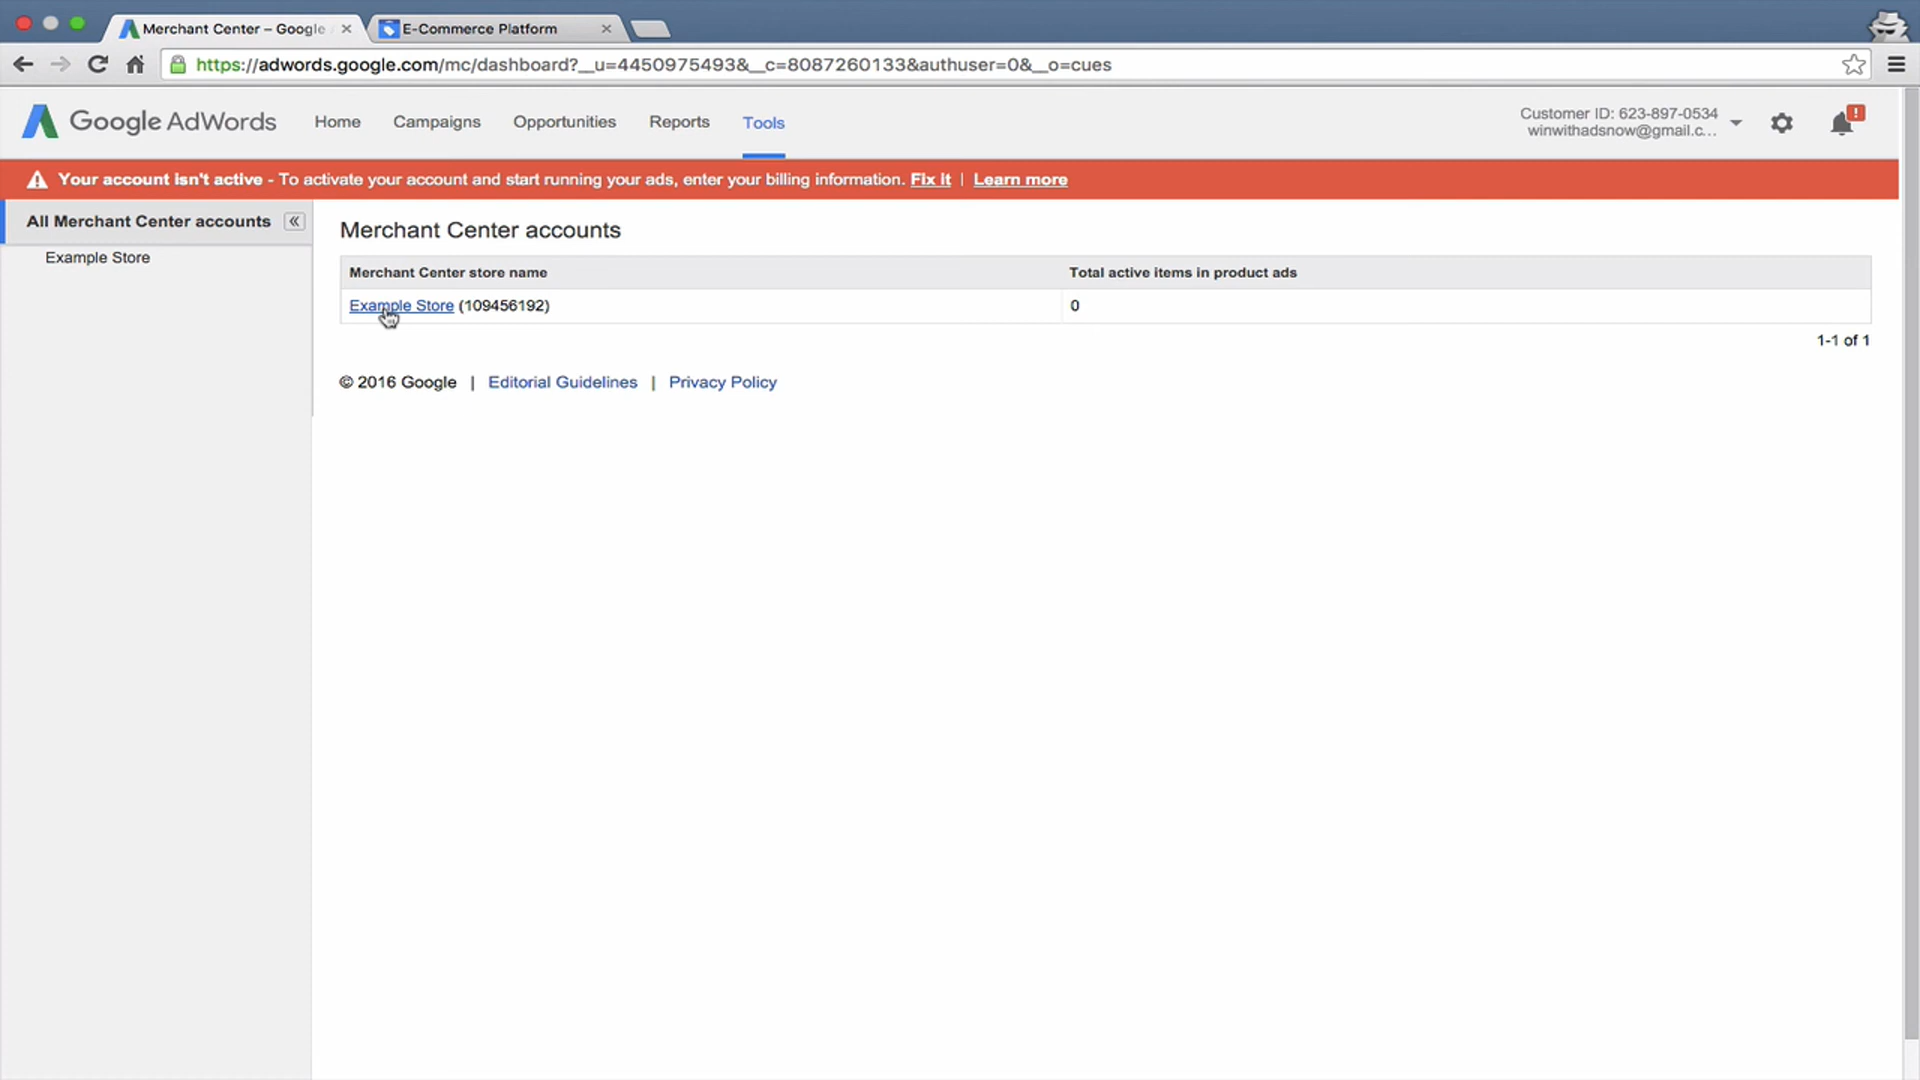 Merchant Center – Google
E-Commerce Platform
https://adwords.google.com/mc/dashboard?__u=4450975493&__c=8087260133&authuser=0&__o=cues
Google AdWords
Home
Campaigns
Opportunities
Reports
Tools
Customer ID: 623-897-0534
winwithadsnow@gmail.c...
!
Your account isn't active - To activate your account and start running your ads, enter your billing information. Fix It | Learn more
All Merchant Center accounts
Example Store
Merchant Center accounts
Merchant Center store name
Total active items in product ads
Example Store (109456192)
0
1-1 of 1
© 2016 Google | Editorial Guidelines | Privacy Policy